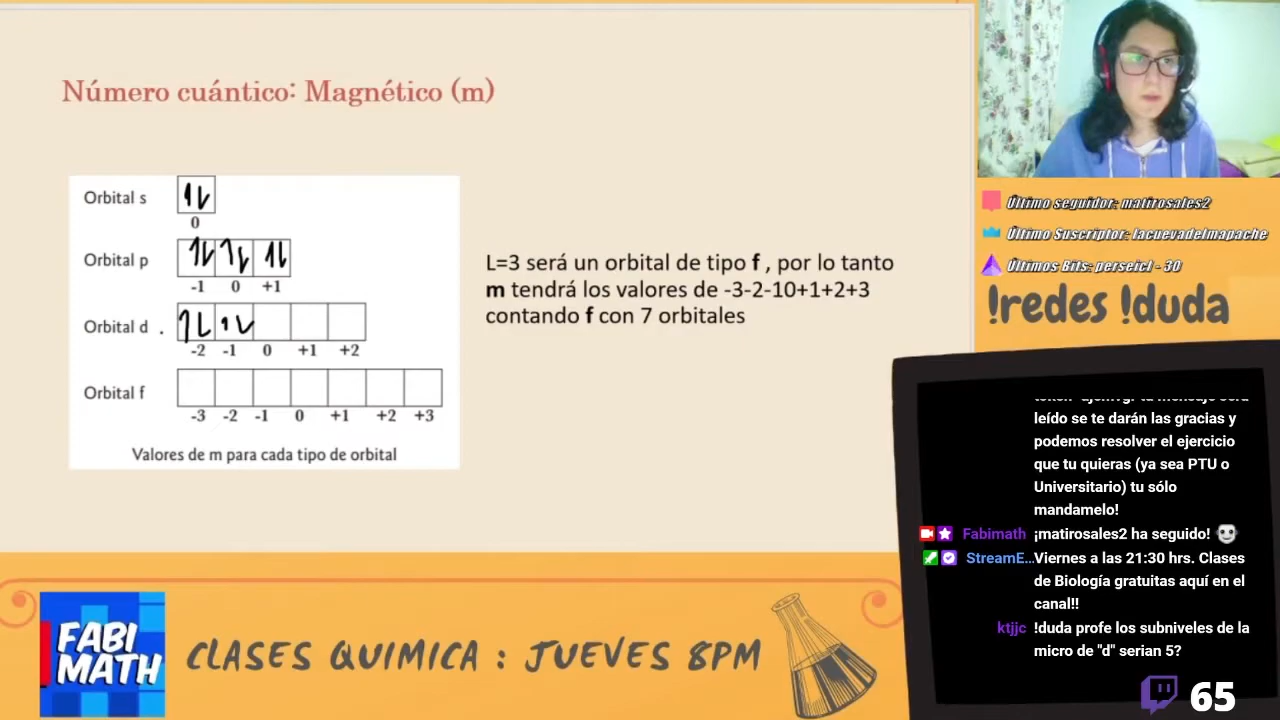 Número cuántico: Magnético (m)
Orbital s
0
Orbital p
-1 0 +1
Orbital d .
-2 -1 0 +1 +2
Orbital f
-3 -2 -1 0 +1 +2 +3
Valores de m para cada tipo de orbital
L=3 será un orbital de tipo f , por lo tanto
m tendrá los valores de -3-2-10+1+2+3
contando f con 7 orbitales
Último seguidor: matirosales2
Último Suscriptor: lacuevadelmapache
Últimos Bits: perseicl - 30
!redes !duda
leído se te darán las gracias y
podemos resolver el ejercicio
que tu quieras (ya sea PTU o
Universitario) tu sólo
mandamelo!
Fabimath ¡matirosales2 ha seguido!
StreamE... Viernes a las 21:30 hrs. Clases
de Biología gratuitas aquí en el
canal!!
ktjjc !duda profe los subniveles de la
micro de "d" serian 5?
65
FABI
MATH
CLASES QUIMICA : JUEVES 8PM